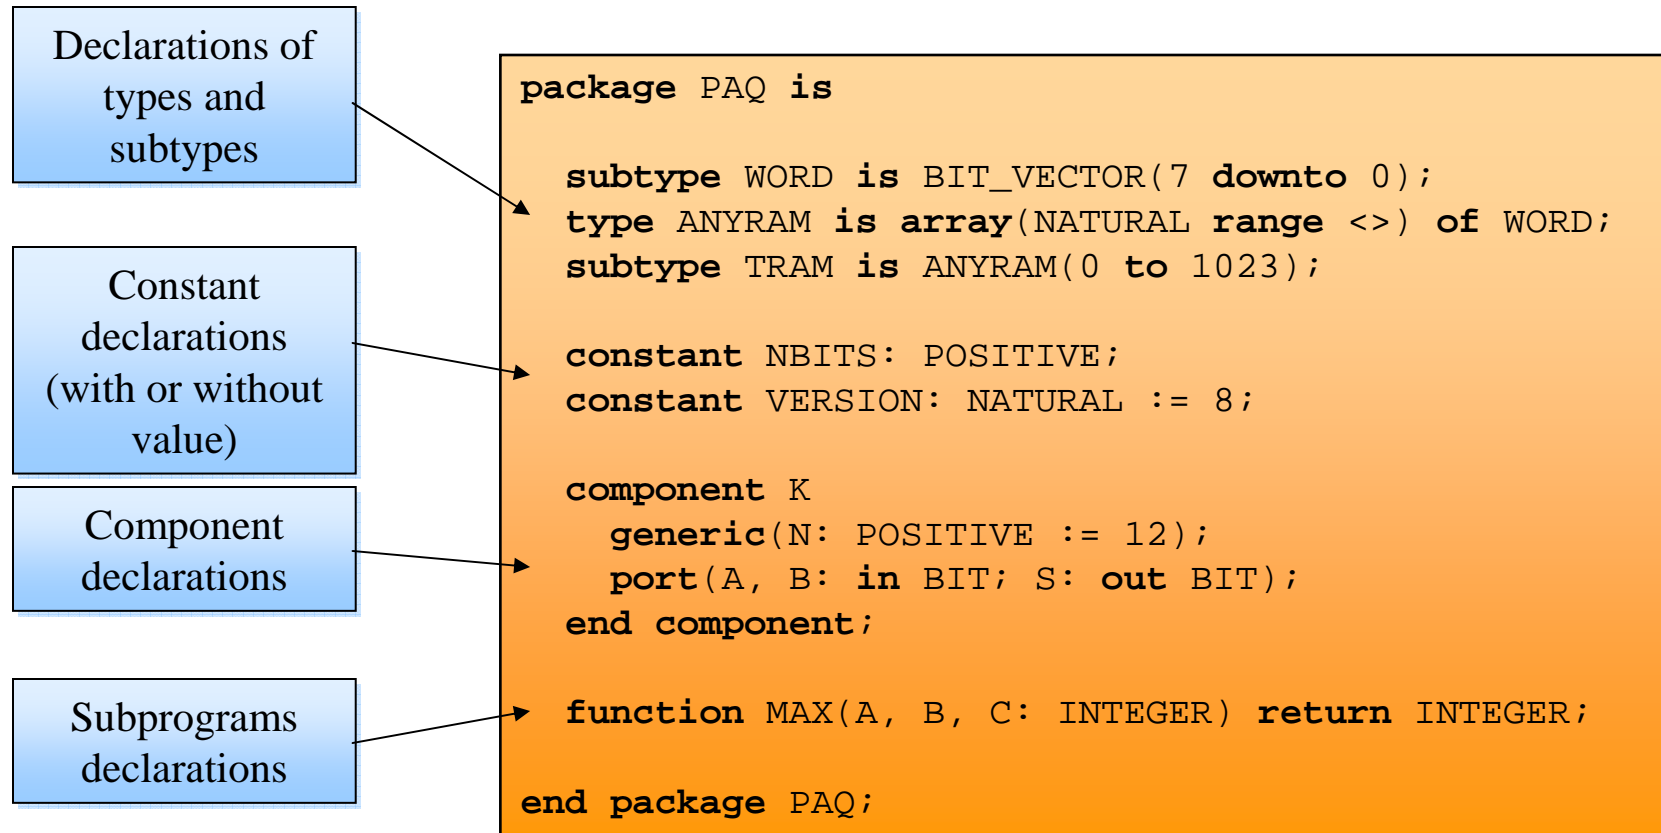 Declarations of
types and
subtypes
Constant
declarations
(with or without
value)
Component
declarations
Subprograms
declarations
package PAQ is
subtype WORD is BIT_VECTOR(7 downto 0);
type ANYRAM is array(NATURAL range <>) of WORD;
subtype TRAM is ANYRAM(0 to 1023);
constant NBITS: POSITIVE;
constant VERSION: NATURAL := 8;
component K
generic(N: POSITIVE := 12);
port(A, B: in BIT; S: out BIT);
end component;
function MAX(A, B, C: INTEGER) return INTEGER;
end package PAQ;